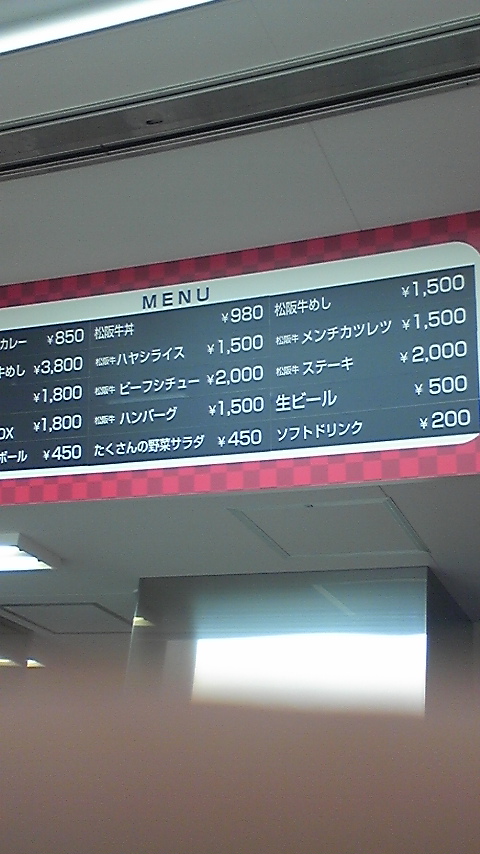 MENU
カレー ¥850
牛めし ¥3,800
¥1,800
DX ¥1,800
ボール ¥450
松阪牛丼 ¥980
松阪牛 ハヤシライス ¥1,500
松阪牛 ビーフシチュー ¥2,000
松阪牛 ハンバーグ ¥1,500
たくさんの野菜サラダ ¥450
松阪牛めし ¥1,500
松阪牛 メンチカツレツ ¥1,500
松阪牛 ステーキ ¥2,000
生ビール ¥500
ソフトドリンク ¥200